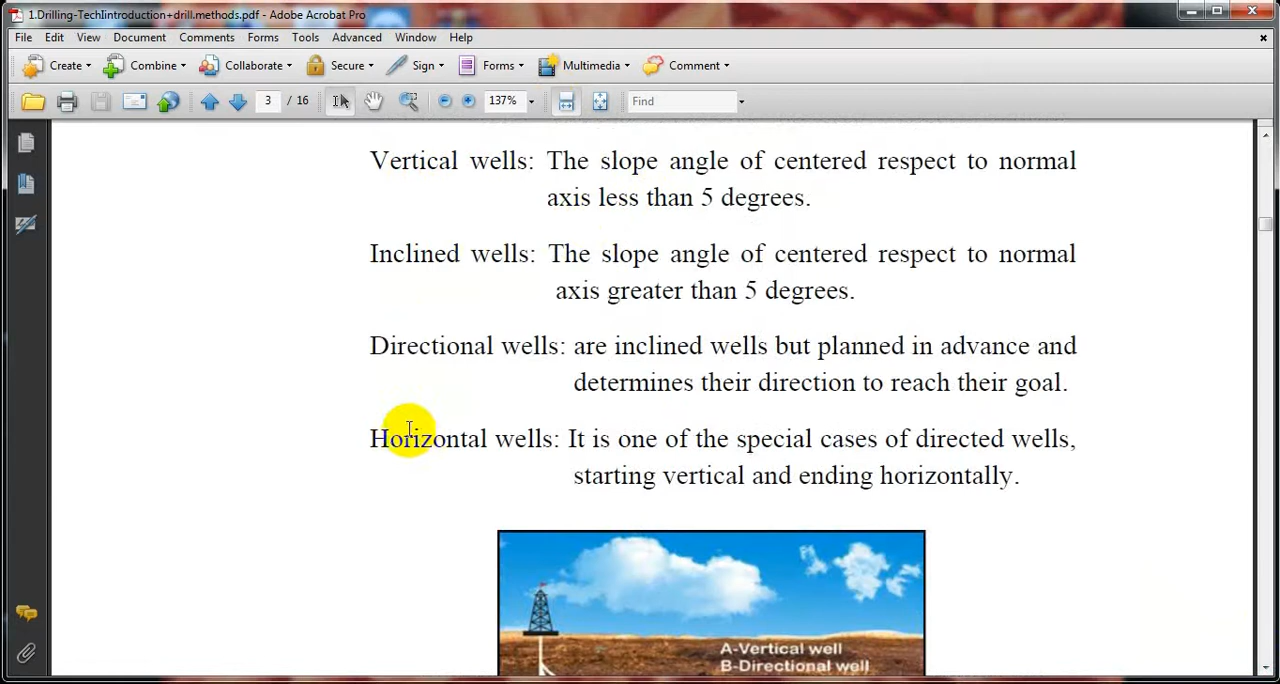 1.Drilling-TechIintroduction+drill.methods.pdf - Adobe Acrobat Pro
File Edit View Document Comments Forms Tools Advanced Window Help
Create Combine Collaborate Secure Sign Forms Multimedia Comment
3 / 16 137% Find
Vertical wells: The slope angle of centered respect to normal
axis less than 5 degrees.
Inclined wells: The slope angle of centered respect to normal
axis greater than 5 degrees.
Directional wells: are inclined wells but planned in advance and
determines their direction to reach their goal.
Horizontal wells: It is one of the special cases of directed wells,
starting vertical and ending horizontally.
A-Vertical well
B-Directional well